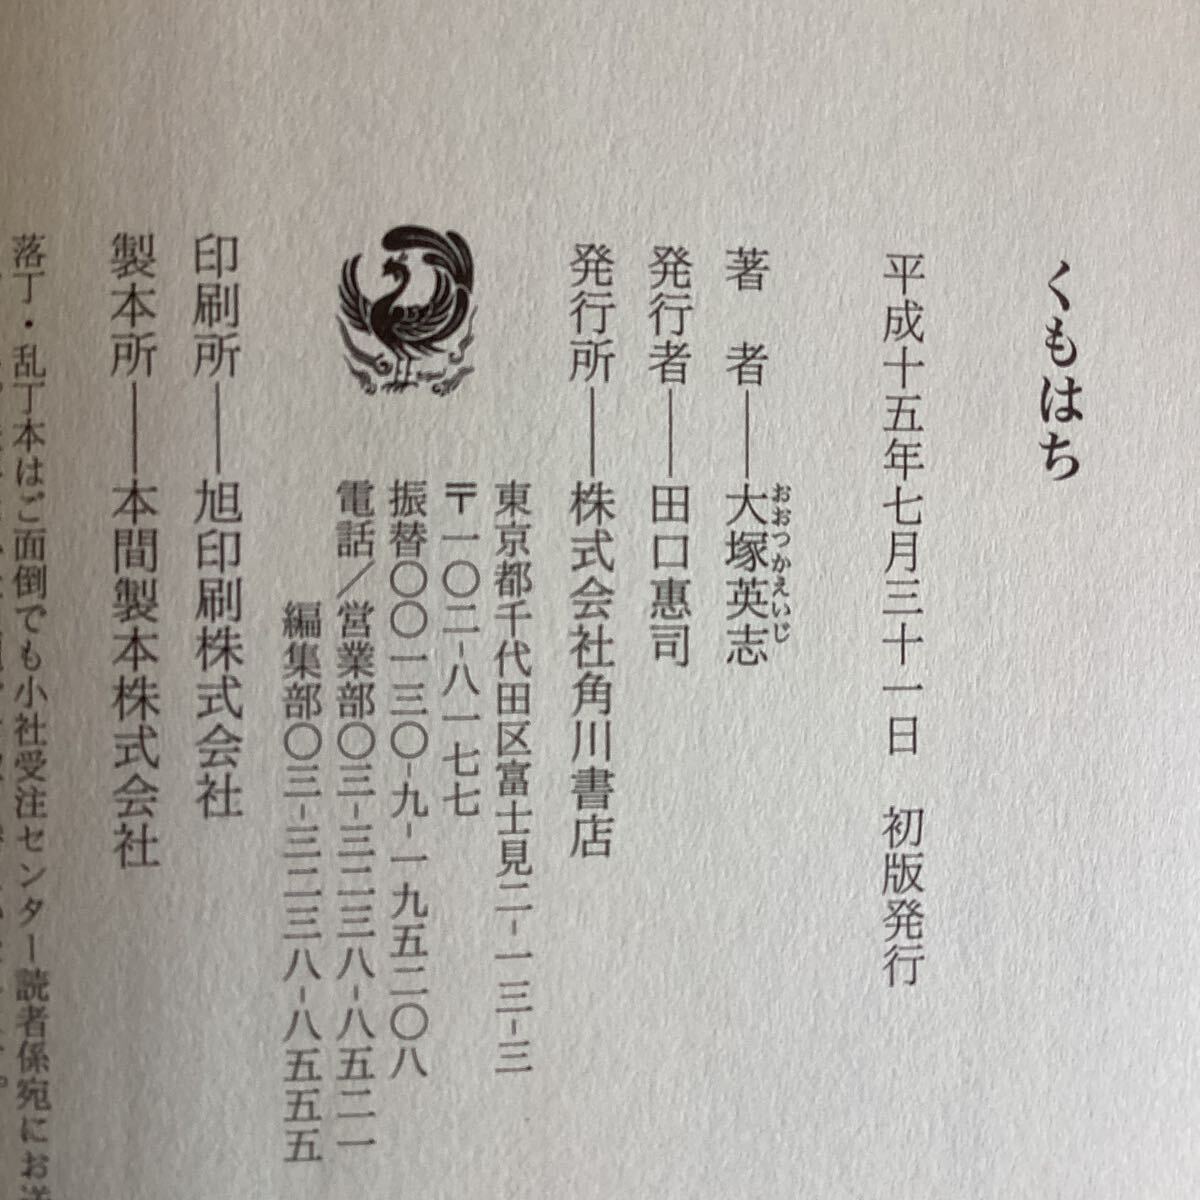 くもはち
平成十五年七月三十一日　初版発行
著　者――大塚英志
おおつかえいじ
発行者――田口惠司
発行所――株式会社角川書店
東京都千代田区富士見二-一三-三
〒一〇二-八一七七
振替〇〇一三〇-九-一九五二〇八
電話／営業部〇三-三二三八-八五二一
編集部〇三-三二三八-八五五五
印刷所――旭印刷株式会社
製本所――本間製本株式会社
落丁・乱丁本はご面倒でも小社受注センター読者係宛にお送